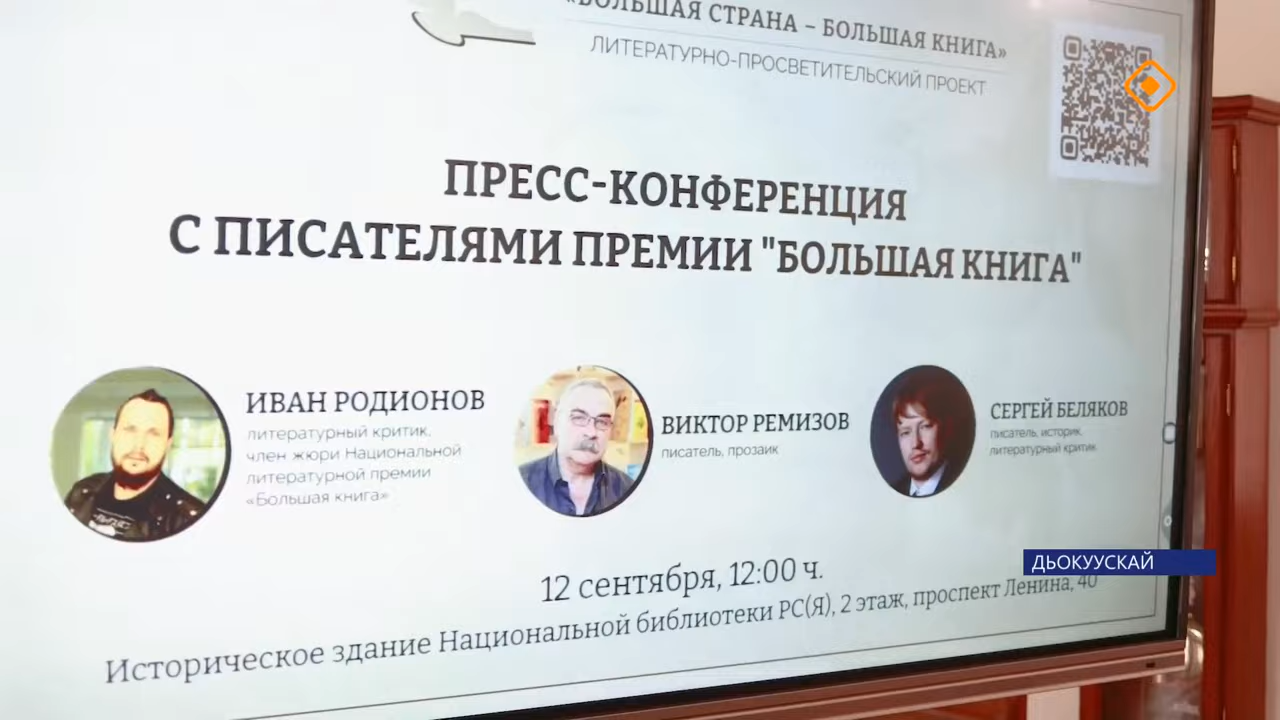 «БОЛЬШАЯ СТРАНА – БОЛЬШАЯ КНИГА»
ЛИТЕРАТУРНО-ПРОСВЕТИТЕЛЬСКИЙ ПРОЕКТ
ПРЕСС-КОНФЕРЕНЦИЯ
С ПИСАТЕЛЯМИ ПРЕМИИ "БОЛЬШАЯ КНИГА"
ИВАН РОДИОНОВ
литературный критик,
член жюри Национальной
литературной премии
«Большая книга»
ВИКТОР РЕМИЗОВ
писатель, прозаик
СЕРГЕЙ БЕЛЯКОВ
писатель, историк,
литературный критик
12 сентября, 12:00 ч.
Историческое здание Национальной библиотеки РС(Я), 2 этаж, проспект Ленина, 40
ДЬОКУУСКАЙ